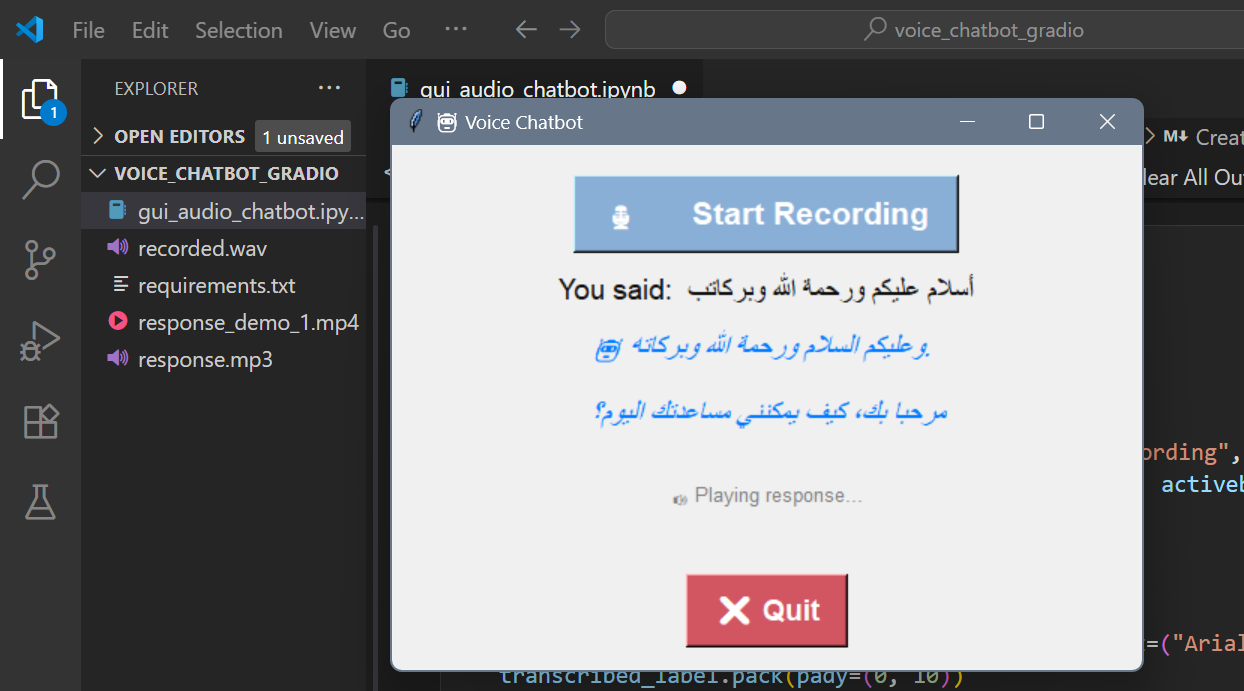 File Edit Selection View Go ···
voice_chatbot_gradio
EXPLORER ···
gui_audio_chatbot.ipynb
1
OPEN EDITORS 1 unsaved
VOICE_CHATBOT_GRADIO
gui_audio_chatbot.ipy...
recorded.wav
requirements.txt
response_demo_1.mp4
response.mp3
Voice Chatbot
Start Recording
You said: أسلام عليكم ورحمة الله وبركاتب
وعليكم السلام ورحمة الله وبركاته.
مرحبا بك، كيف يمكنني مساعدتك اليوم؟
Playing response...
Quit
M↓ Creat
lear All Ou
ording",
activeb
=("Arial
transcribed_label.pack(pady=(0, 10))